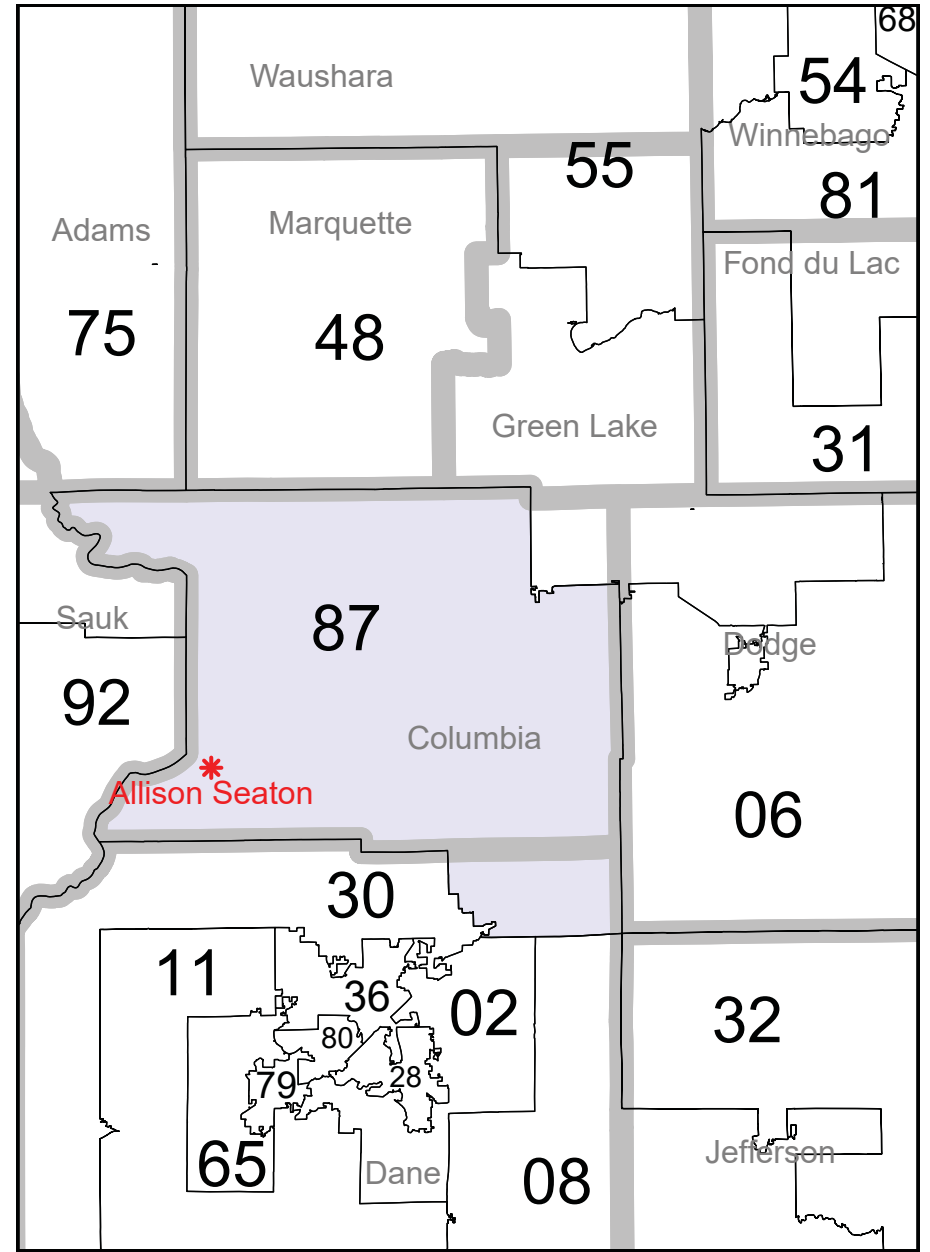 68
Waushara
54
Winnebago
55
81
Adams
Marquette
Fond du Lac
75
48
Green Lake
31
Sauk
87
Dodge
92
Columbia
Allison Seaton
06
30
11
36
02
32
80
28
79
65
Dane
08
Jefferson